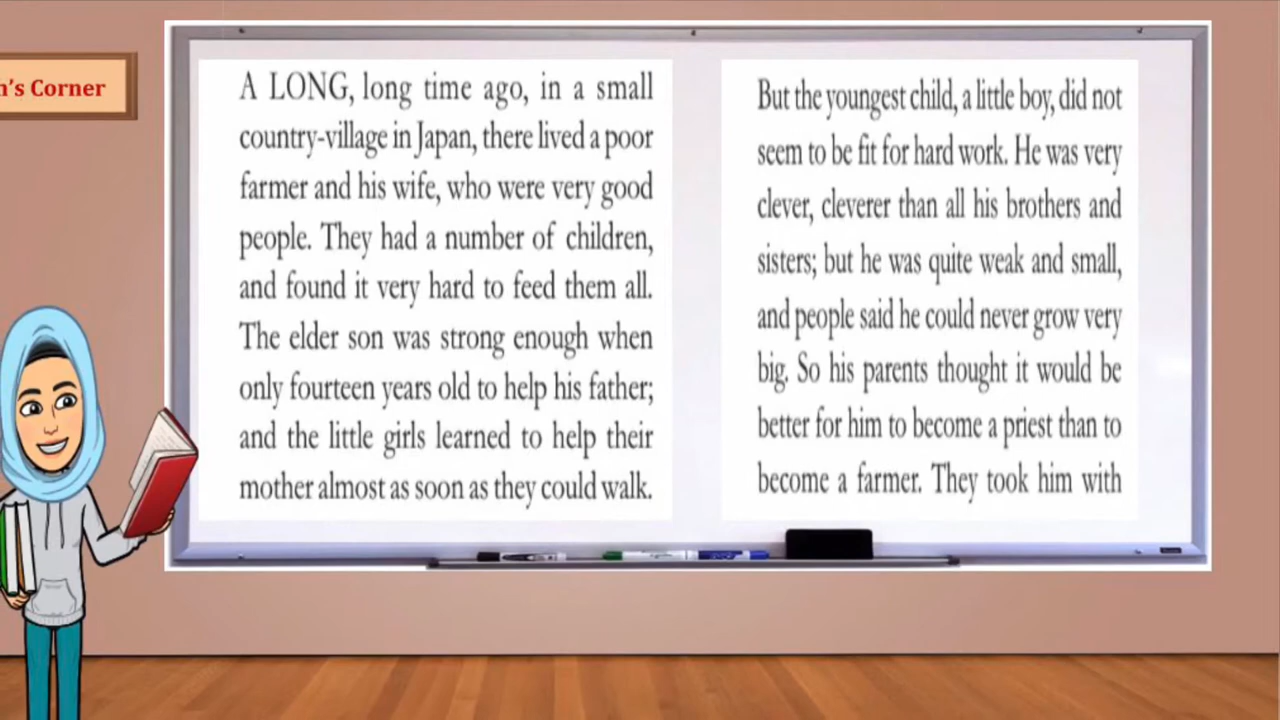 n's Corner
A LONG, long time ago, in a small
country-village in Japan, there lived a poor
farmer and his wife, who were very good
people. They had a number of children,
and found it very hard to feed them all.
The elder son was strong enough when
only fourteen years old to help his father;
and the little girls learned to help their
mother almost as soon as they could walk.
But the youngest child, a little boy, did not
seem to be fit for hard work. He was very
clever, cleverer than all his brothers and
sisters; but he was quite weak and small,
and people said he could never grow very
big. So his parents thought it would be
better for him to become a priest than to
become a farmer. They took him with